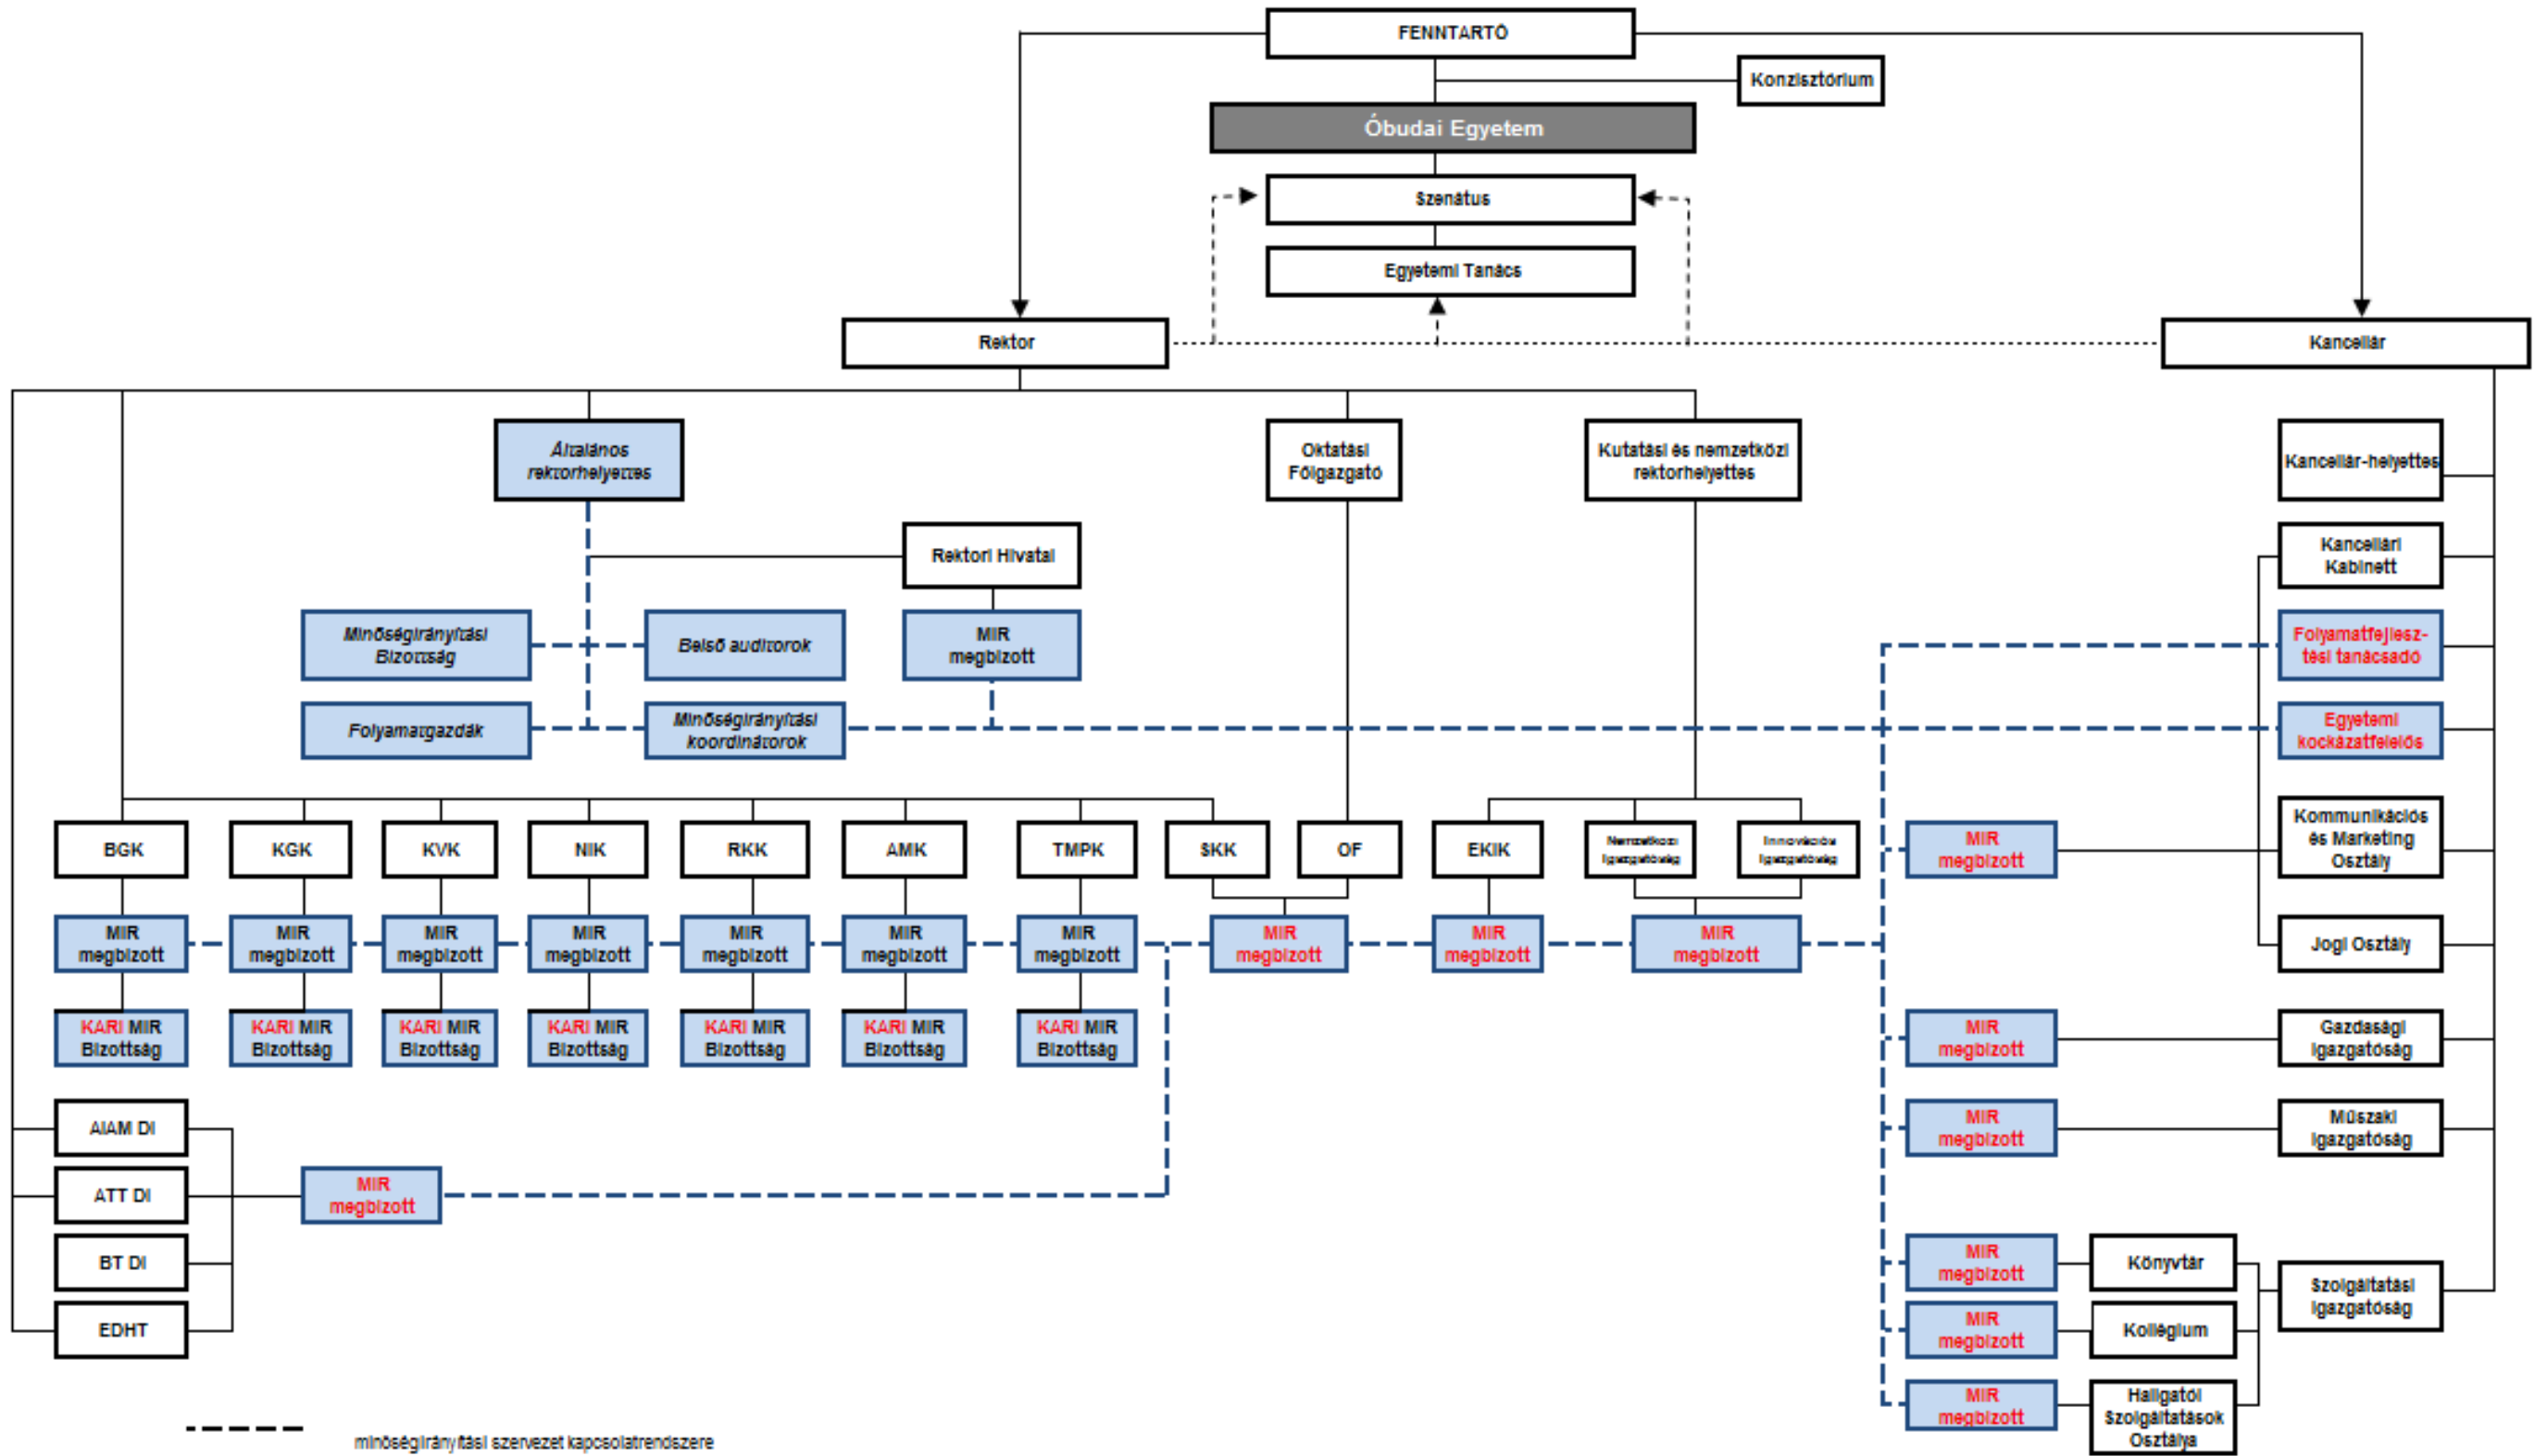 FENNTARTÓ
Konzisztórium
Óbudai Egyetem
Szenátus
Egyetemi Tanács
Rektor
Kancellár
Általános
rektorhelyettes
Oktatási
Főigazgató
Kutatási és nemzetközi
rektorhelyettes
Kancellár-helyettes
Rektori Hivatal
Kancellári
Kabinett
Minőségirányítási
Bizottság
Belső auditorok
MIR
megbízott
Folyamatfejlesz-
tési tanácsadó
Folyamatgazdák
Minőségirányítási
koordinátorok
Egyetemi
kockázatfelelős
BGK
KGK
KVK
NIK
RKK
AMK
TMPK
SKK
OF
EKIK
Nemzetközi
Igazgatóság
Innovációs
Igazgatóság
MIR
megbízott
Kommunikációs
és Marketing
Osztály
MIR
megbízott
MIR
megbízott
MIR
megbízott
MIR
megbízott
MIR
megbízott
MIR
megbízott
MIR
megbízott
MIR
megbízott
MIR
megbízott
MIR
megbízott
Jogi Osztály
KARI MIR
Bizottság
KARI MIR
Bizottság
KARI MIR
Bizottság
KARI MIR
Bizottság
KARI MIR
Bizottság
KARI MIR
Bizottság
KARI MIR
Bizottság
MIR
megbízott
Gazdasági
Igazgatóság
AIAM DI
MIR
megbízott
Műszaki
Igazgatóság
ATT DI
MIR
megbízott
BT DI
MIR
megbízott
Könyvtár
Szolgáltatási
Igazgatóság
EDHT
MIR
megbízott
Kollégium
MIR
megbízott
Hallgatói
Szolgáltatások
Osztálya
minőségirányítási szervezet kapcsolatrendszere